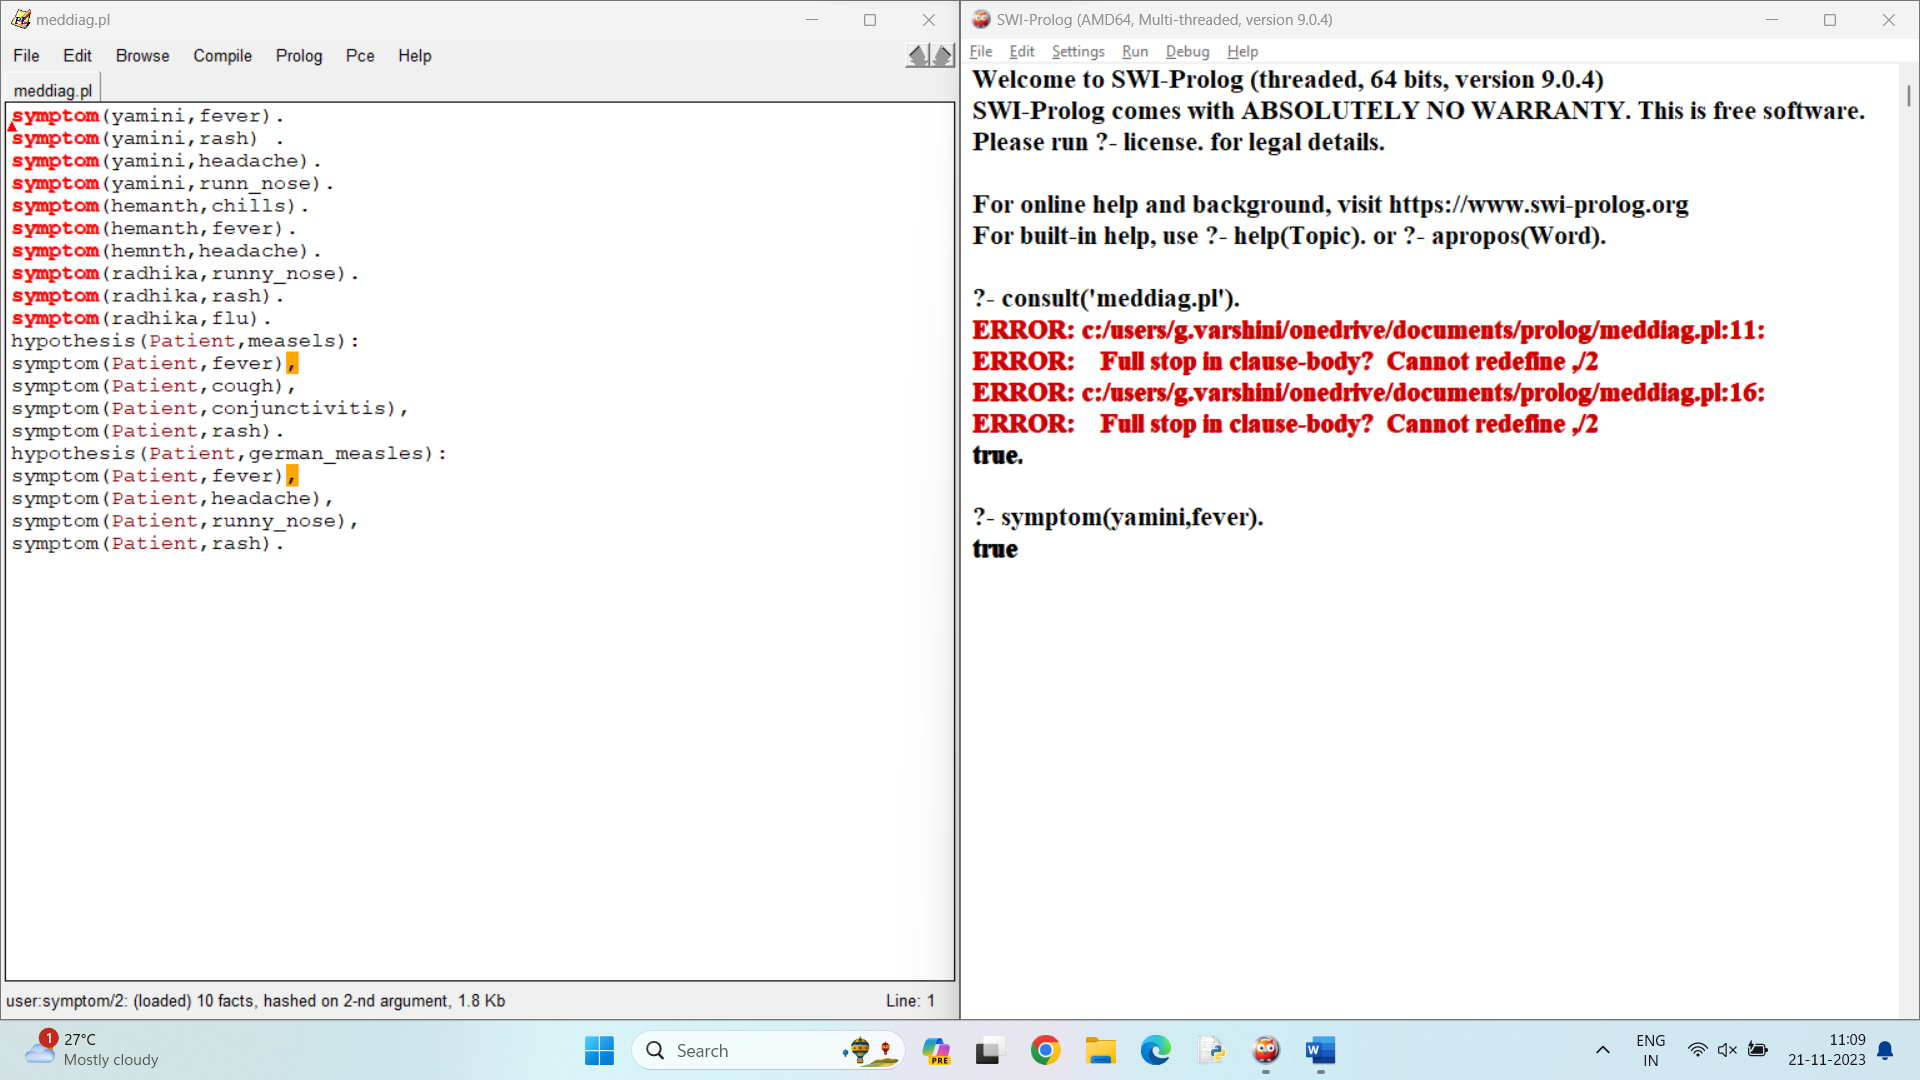 meddiag.pl
File Edit Browse Compile Prolog Pce Help
meddiag.pl
symptom(yamini,fever).
symptom(yamini,rash) .
symptom(yamini,headache).
symptom(yamini,runn_nose).
symptom(hemanth,chills).
symptom(hemanth,fever).
symptom(hemnth,headache).
symptom(radhika,runny_nose).
symptom(radhika,rash).
symptom(radhika,flu).
hypothesis(Patient,measels):
symptom(Patient,fever),
symptom(Patient,cough),
symptom(Patient,conjunctivitis),
symptom(Patient,rash).
hypothesis(Patient,german_measles):
symptom(Patient,fever),
symptom(Patient,headache),
symptom(Patient,runny_nose),
symptom(Patient,rash).
user:symptom/2: (loaded) 10 facts, hashed on 2-nd argument, 1.8 Kb Line: 1
SWI-Prolog (AMD64, Multi-threaded, version 9.0.4)
File Edit Settings Run Debug Help
Welcome to SWI-Prolog (threaded, 64 bits, version 9.0.4)
SWI-Prolog comes with ABSOLUTELY NO WARRANTY. This is free software.
Please run ?- license. for legal details.
For online help and background, visit https://www.swi-prolog.org
For built-in help, use ?- help(Topic). or ?- apropos(Word).
?- consult('meddiag.pl').
ERROR: c:/users/g.varshini/onedrive/documents/prolog/meddiag.pl:11:
ERROR: Full stop in clause-body? Cannot redefine ,/2
ERROR: c:/users/g.varshini/onedrive/documents/prolog/meddiag.pl:16:
ERROR: Full stop in clause-body? Cannot redefine ,/2
true.
?- symptom(yamini,fever).
true
1
27°C
Mostly cloudy
Search
PRE
W
ENG
IN
11:09
21-11-2023